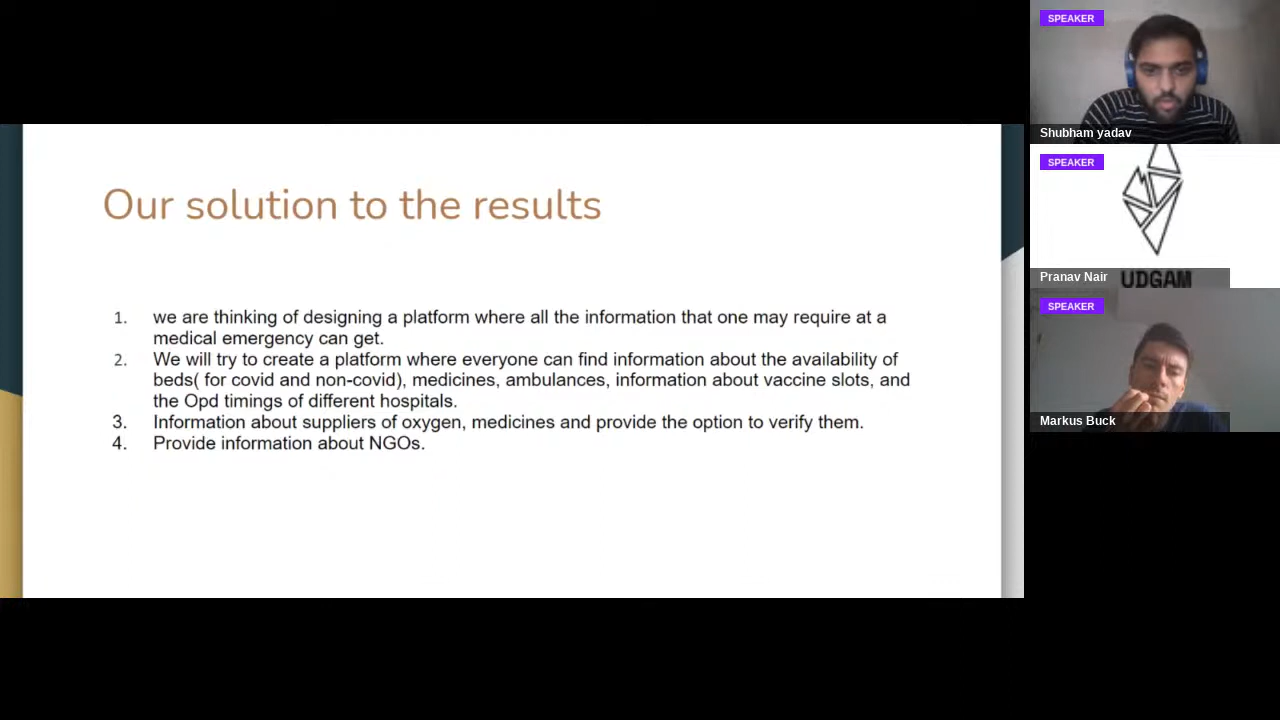 Our solution to the results
1. we are thinking of designing a platform where all the information that one may require at a
medical emergency can get.
2. We will try to create a platform where everyone can find information about the availability of
beds( for covid and non-covid), medicines, ambulances, information about vaccine slots, and
the Opd timings of different hospitals.
3. Information about suppliers of oxygen, medicines and provide the option to verify them.
4. Provide information about NGOs.
SPEAKER
Shubham yadav
SPEAKER
UDGAM
Pranav Nair
SPEAKER
Markus Buck